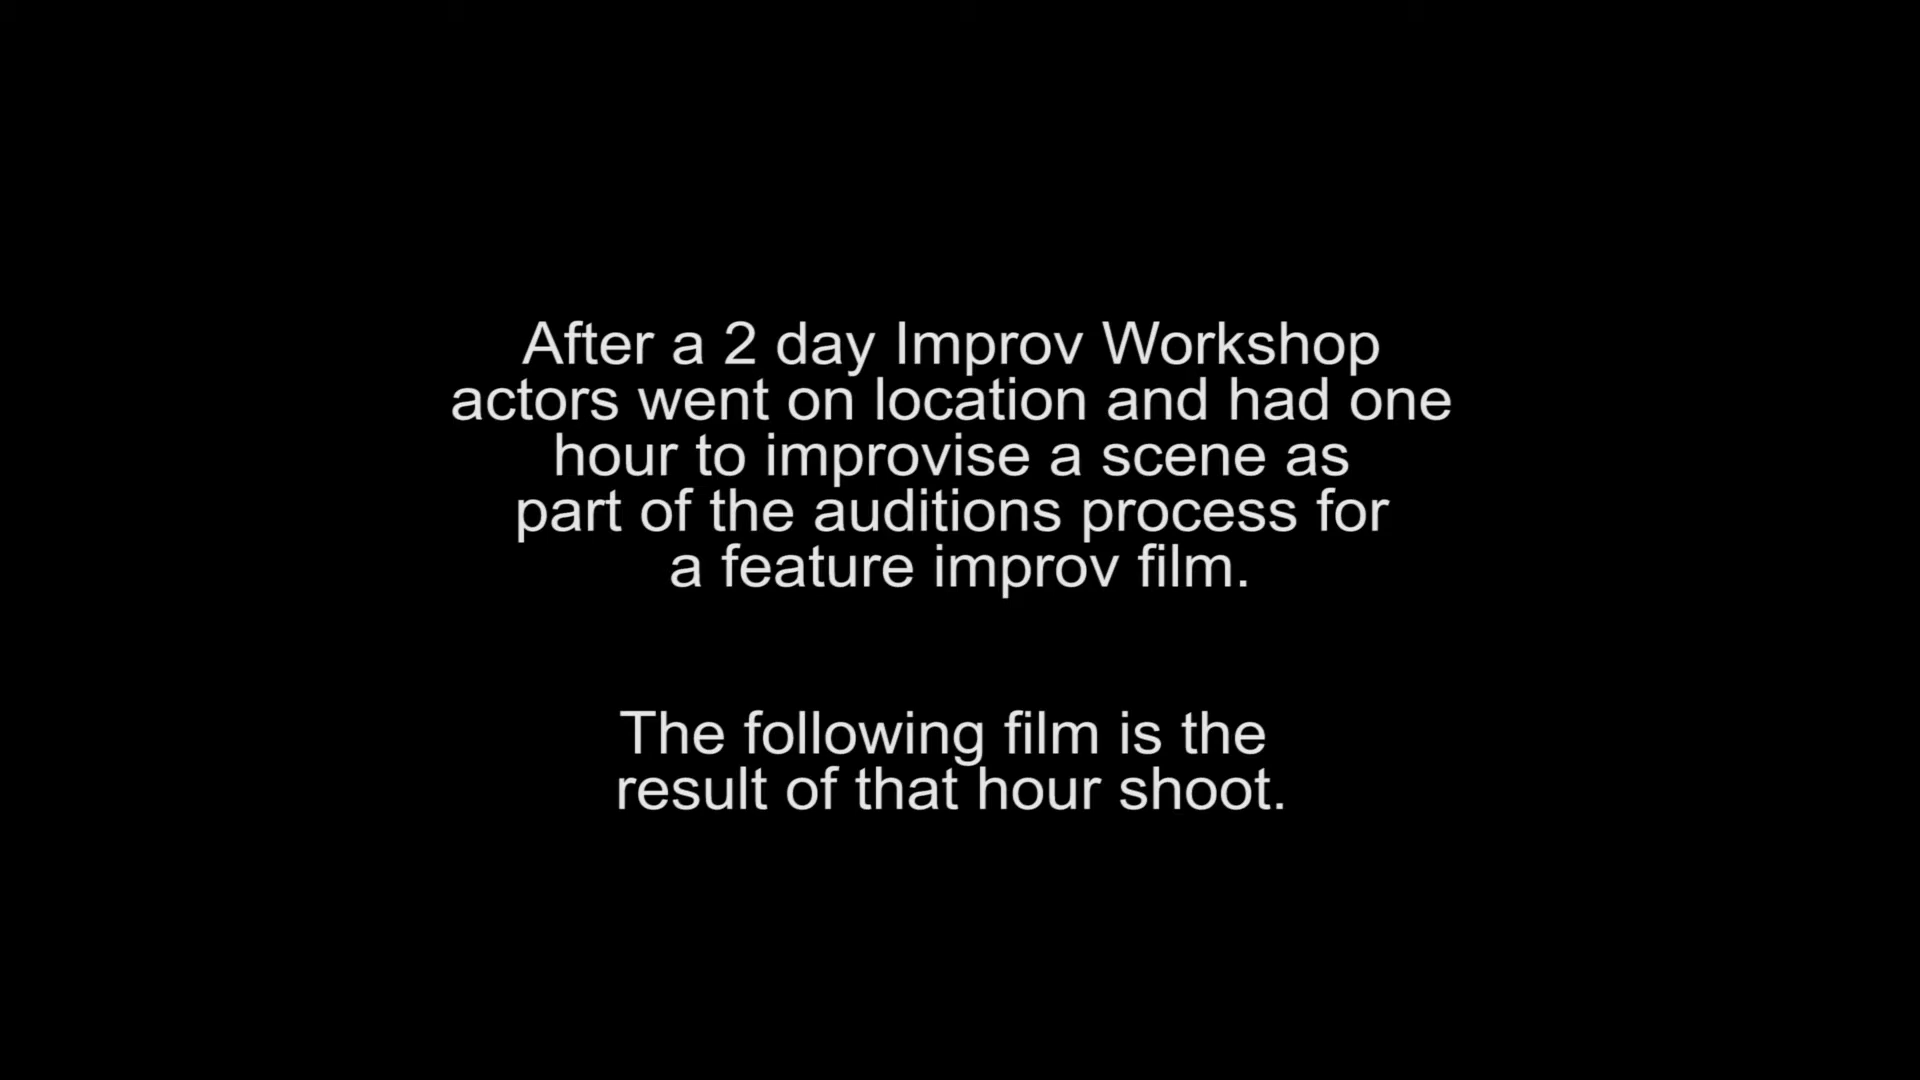 After a 2 day Improv Workshop
actors went on location and had one
hour to improvise a scene as
part of the auditions process for
a feature improv film.
The following film is the
result of that hour shoot.